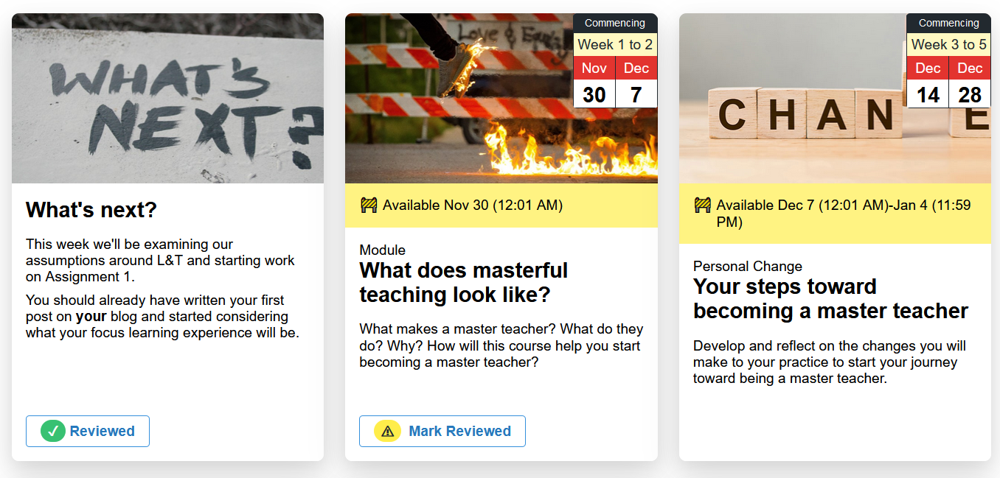 WHAT'S
NEXT?
What's next?
This week we'll be examining our
assumptions around L&T and starting work
on Assignment 1.
You should already have written your first
post on your blog and started considering
what your focus learning experience will be.
✓ Reviewed
Love &
Commencing
Week 1 to 2
Nov Dec
30 7
Available Nov 30 (12:01 AM)
Module
What does masterful
teaching look like?
What makes a master teacher? What do they
do? Why? How will this course help you start
becoming a master teacher?
Mark Reviewed
Commencing
Week 3 to 5
Dec Dec
14 28
CHAN E
Available Dec 7 (12:01 AM)-Jan 4 (11:59
PM)
Personal Change
Your steps toward
becoming a master teacher
Develop and reflect on the changes you will
make to your practice to start your journey
toward being a master teacher.